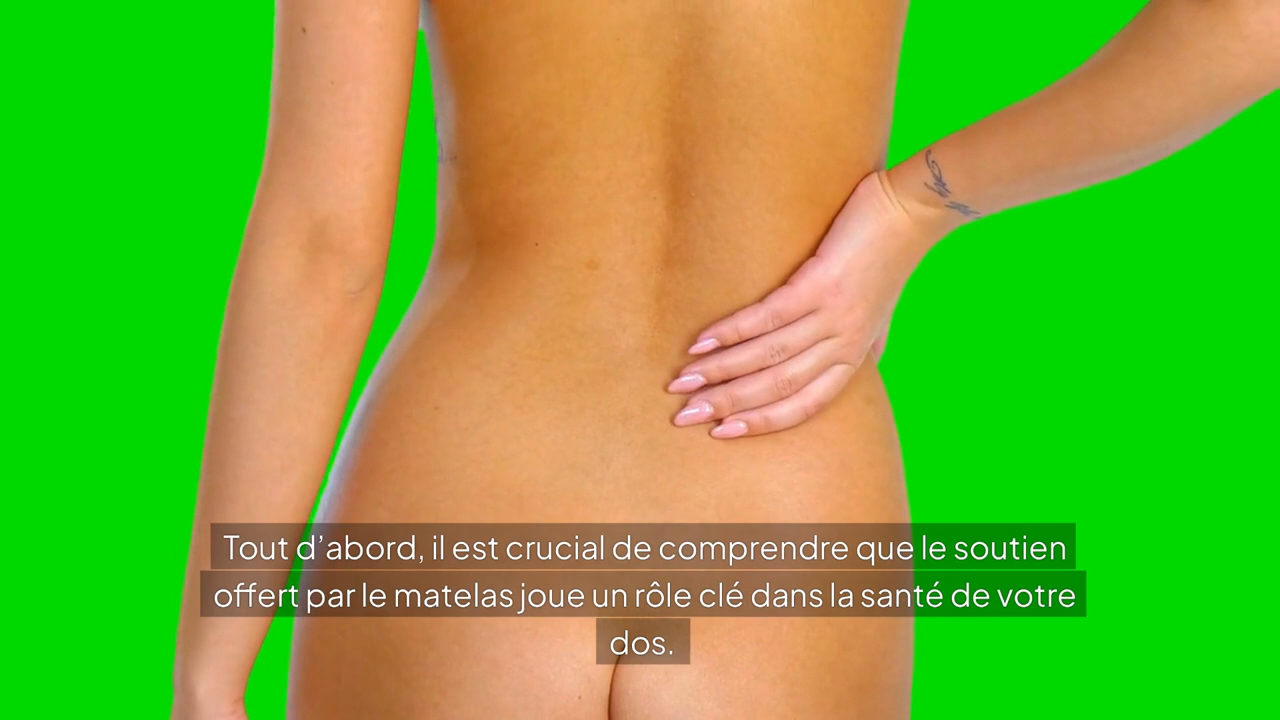 Tout d’abord, il est crucial de comprendre que le soutien
offert par le matelas joue un rôle clé dans la santé de votre
dos.